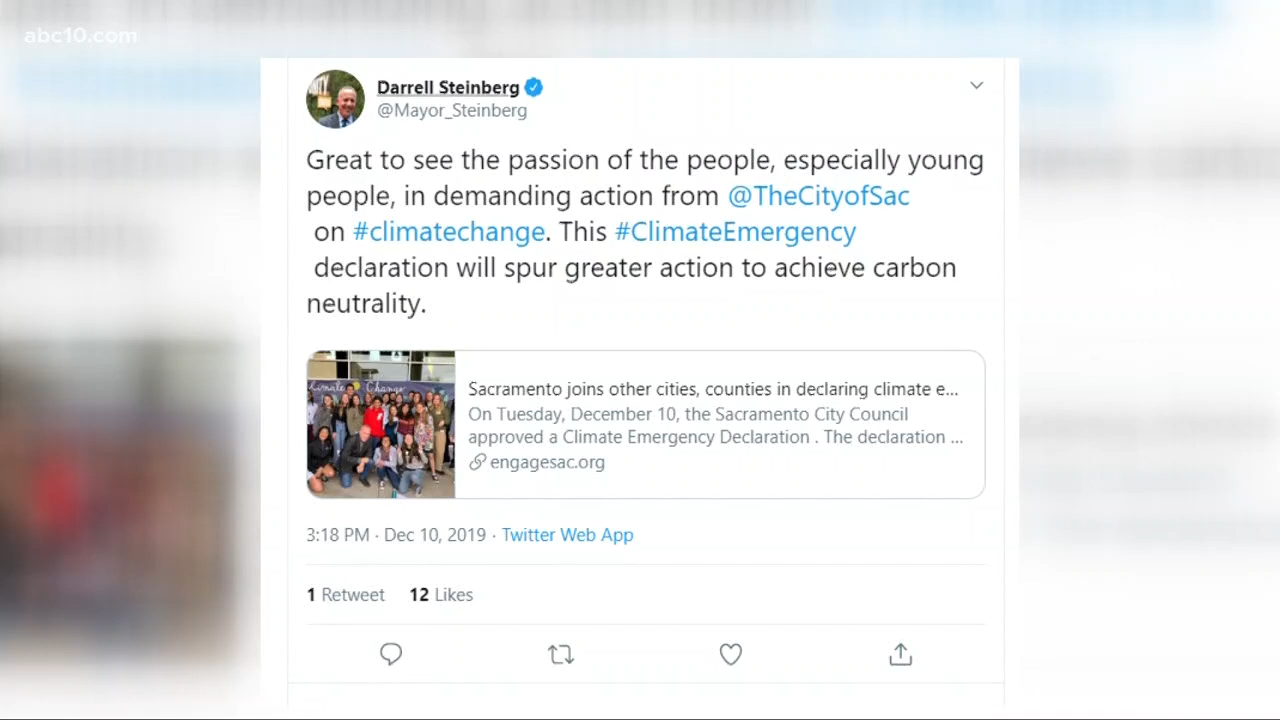 abc10.com
Darrell Steinberg
@Mayor_Steinberg
Great to see the passion of the people, especially young
people, in demanding action from @TheCityofSac
on #climatechange. This #ClimateEmergency
declaration will spur greater action to achieve carbon
neutrality.
Climate Change
Sacramento joins other cities, counties in declaring climate e...
On Tuesday, December 10, the Sacramento City Council
approved a Climate Emergency Declaration . The declaration ...
engagesac.org
3:18 PM · Dec 10, 2019 · Twitter Web App
1 Retweet 12 Likes